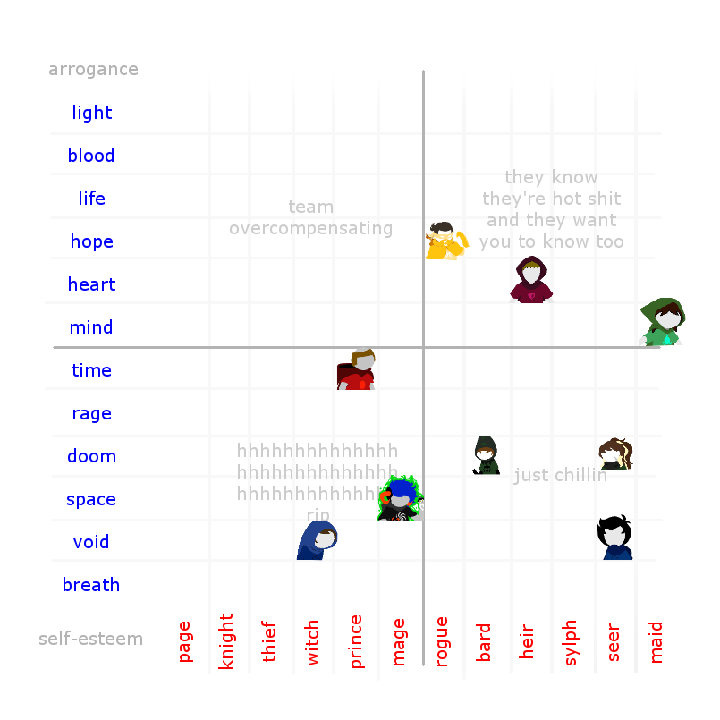 arrogance
light
blood
life
hope
heart
mind
time
rage
doom
space
void
breath
self-esteem
team
overcompensating
they know
they're hot shit
and they want
you to know too
hhhhhhhhhhhhhh
hhhhhhhhhhhhhh
hhhhhhhhhhhhh
rip
just chillin
page
knight
thief
witch
prince
mage
rogue
bard
heir
sylph
seer
maid